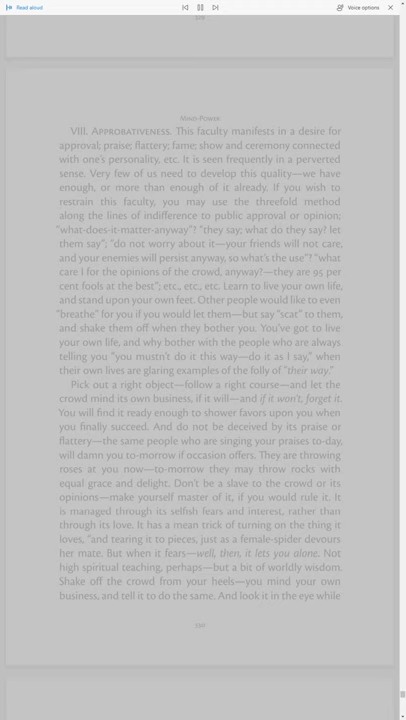 Read aloud
Voice options
MIND-POWER
VIII. APPROBATIVENESS. This faculty manifests in a desire for
approval; praise; flattery; fame; show and ceremony connected
with one's personality, etc. It is seen frequently in a perverted
sense. Very few of us need to develop this quality—we have
enough, or more than enough of it already. If you wish to
restrain this faculty, you may use the threefold method
along the lines of indifference to public approval or opinion;
"what-does-it-matter-anyway"? "they say; what do they say? let
them say"; "do not worry about it—your friends will not care,
and your enemies will persist anyway, so what's the use"? "what
care I for the opinions of the crowd, anyway?—they are 95 per
cent fools at the best"; etc., etc., etc. Learn to live your own life,
and stand upon your own feet. Other people would like to even
"breathe" for you if you would let them—but say "scat" to them,
and shake them off when they bother you. You've got to live
your own life, and why bother with the people who are always
telling you "you mustn't do it this way—do it as I say," when
their own lives are glaring examples of the folly of "their way."
Pick out a right object—follow a right course—and let the
crowd mind its own business, if it will—and if it won't, forget it.
You will find it ready enough to shower favors upon you when
you finally succeed. And do not be deceived by its praise or
flattery—the same people who are singing your praises to-day,
will damn you to-morrow if occasion offers. They are throwing
roses at you now—to-morrow they may throw rocks with
equal grace and delight. Don't be a slave to the crowd or its
opinions—make yourself master of it, if you would rule it. It
is managed through its selfish fears and interest, rather than
through its love. It has a mean trick of turning on the thing it
loves, "and tearing it to pieces, just as a female-spider devours
her mate. But when it fears—well, then, it lets you alone. Not
high spiritual teaching, perhaps—but a bit of worldly wisdom.
Shake off the crowd from your heels—you mind your own
business, and tell it to do the same. And look it in the eye while